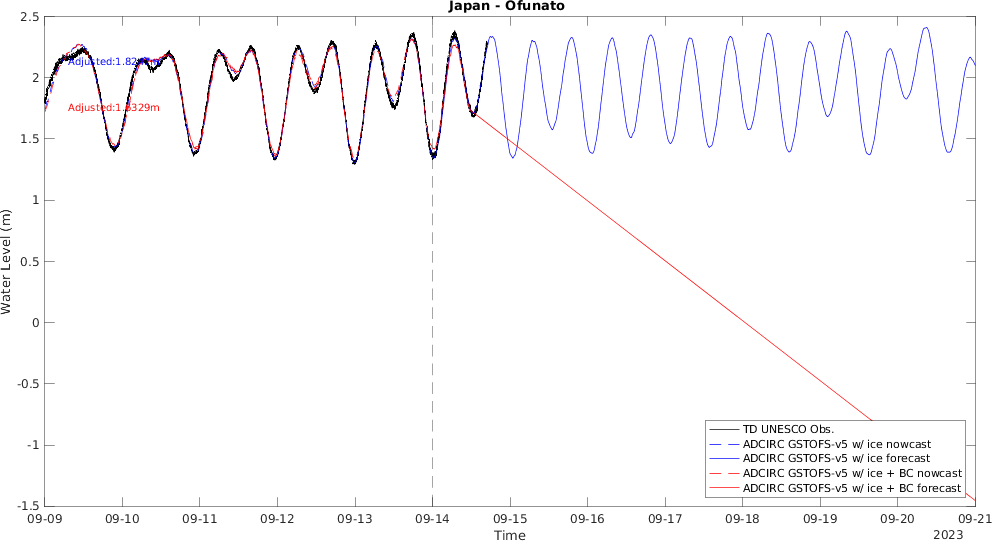 Japan - Ofunato
2.5
2
1.5
1
0.5
0
-0.5
-1
-1.5
Water Level (m)
Adjusted:
Adjusted:
TD UNESCO Obs.
ADCIRC GSTOFS-v5 w/ ice nowcast
ADCIRC GSTOFS-v5 w/ ice forecast
ADCIRC GSTOFS-v5 w/ ice + BC nowcast
ADCIRC GSTOFS-v5 w/ ice + BC forecast
09-09 09-10 09-11 09-12 09-13 09-14 09-15 09-16 09-17 09-18 09-19 09-20 09-21
Time
2023